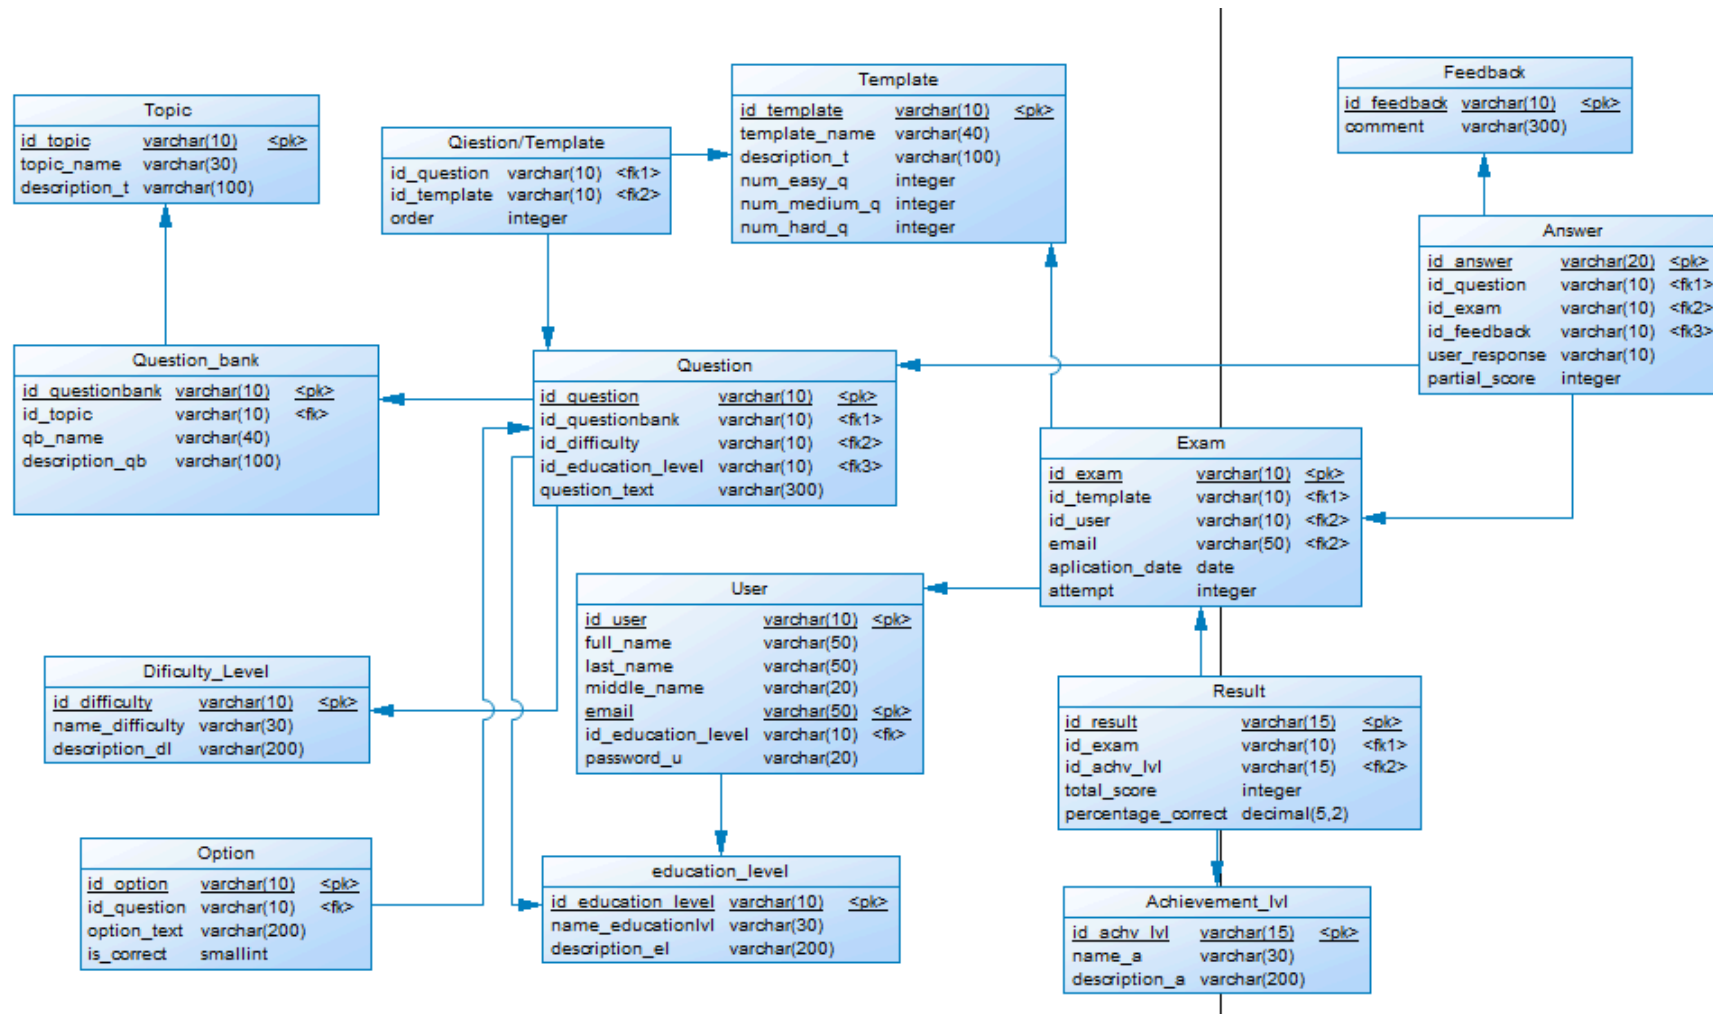 Topic
id_topic varchar(10) <pk>
topic_name varchar(30)
description_t varrchar(100)
Qiestion/Template
id_question varchar(10) <fk1>
id_template varchar(10) <fk2>
order integer
Template
id_template varchar(10) <pk>
template_name varchar(40)
description_t varchar(100)
num_easy_q integer
num_medium_q integer
num_hard_q integer
Feedback
id_feedback varchar(10) <pk>
comment varchar(300)
Answer
id_answer varchar(20) <pk>
id_question varchar(10) <fk1>
id_exam varchar(10) <fk2>
id_feedback varchar(10) <fk3>
user_response varchar(10)
partial_score integer
Question_bank
id_questionbank varchar(10) <pk>
id_topic varchar(10) <fk>
qb_name varchar(40)
description_qb varchar(100)
Question
id_question varchar(10) <pk>
id_questionbank varchar(10) <fk1>
id_difficulty varchar(10) <fk2>
id_education_level varchar(10) <fk3>
question_text varchar(300)
Exam
id_exam varchar(10) <pk>
id_template varchar(10) <fk1>
id_user varchar(10) <fk2>
email varchar(50) <fk2>
aplication_date date
attempt integer
User
id_user varchar(10) <pk>
full_name varchar(50)
last_name varchar(50)
middle_name varchar(20)
email varchar(50) <pk>
id_education_level varchar(10) <fk>
password_u varchar(20)
Dificulty_Level
id_difficulty varchar(10) <pk>
name_difficulty varchar(30)
description_dl varchar(200)
Result
id_result varchar(15) <pk>
id_exam varchar(10) <fk1>
id_achv_lvl varchar(15) <fk2>
total_score integer
percentage_correct decimal(5,2)
Option
id_option varchar(10) <pk>
id_question varchar(10) <fk>
option_text varchar(200)
is_correct smallint
education_level
id_education_level varchar(10) <pk>
name_educationlvl varchar(30)
description_el varchar(200)
Achievement_lvl
id_achv_lvl varchar(15) <pk>
name_a varchar(30)
description_a varchar(200)